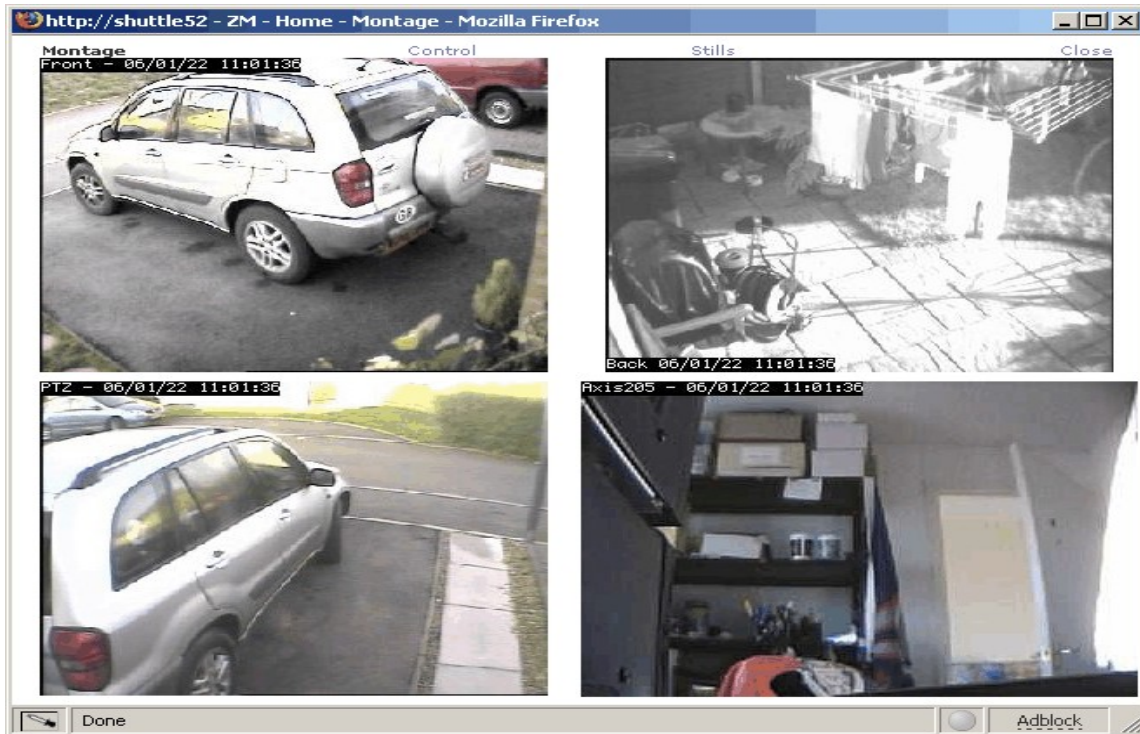 http://shuttle52 - ZM - Home - Montage - Mozilla Firefox
Montage Control Stills Close
Front - 06/01/22 11:01:36
GB
Back 06/01/22 11:01:36
PTZ - 06/01/22 11:01:36
Axis205 - 06/01/22 11:01:36
Done Adblock